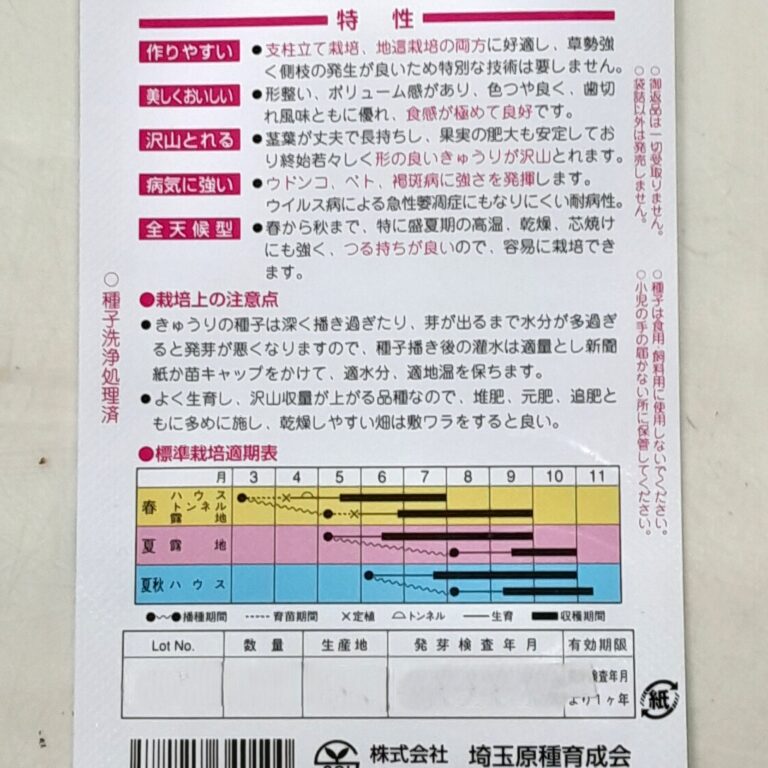 特 性
作りやすい ●支柱立て栽培、地這栽培の両方に好適し、草勢強
く側枝の発生が良いため特別な技術は要しません。
美しくおいしい ●形整い、ボリューム感があり、色つや良く、歯切
れ風味ともに優れ、食感が極めて良好です。
沢山とれる ●茎葉が丈夫で長持ちし、果実の肥大も安定してお
り終始若々しく形の良いきゅうりが沢山とれます。
病気に強い ●ウドンコ、ベト、褐斑病に強さを発揮します。
ウイルス病による急性萎凋症にもなりにくい耐病性。
全天候型 ●春から秋まで、特に盛夏期の高温、乾燥、芯焼け
にも強く、つる持ちが良いので、容易に栽培でき
ます。
●栽培上の注意点
●きゅうりの種子は深く播き過ぎたり、芽が出るまで水分が多過ぎ
ると発芽が悪くなりますので、種子播き後の灌水は適量とし新聞
紙か苗キャップをかけて、適水分、適地温を保ちます。
●よく生育し、沢山収量が上がる品種なので、堆肥、元肥、追肥と
もに多めに施し、乾燥しやすい畑は敷ワラをすると良い。
○御返品は一切受取りません。
○袋詰以外は発売しません。
○種子は食用・飼料用に使用しないでください。
○小児の手の届かない所に保管してください。
○種子洗浄処理済
●標準栽培適期表
月 3 4 5 6 7 8 9 10 11
春 ハウス
トンネル
露地
夏 露地
夏秋 ハウス
●〜●播種期間 -----育苗期間 ×定植 トンネル ——生育 収穫期間
Lot No. 数 量 生産地 発芽検査年月 有効期限
査年月
より1ヶ年
紙
株式会社 埼玉原種育成会